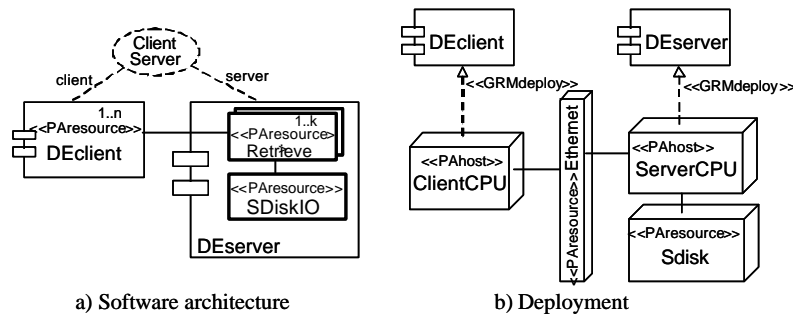 Client
Server
client
server
1..n
<<PAresource>>
DEclient
1..k
<<PAresource>
>
Retrieve
<<PAresource>>
SDiskIO
DEserver
a) Software architecture
DEclient
DEserver
<<GRMdeploy>>
<<GRMdeploy>>
<<PAhost>>
ClientCPU
<<PAresource>> Ethernet
<<PAhost>>
ServerCPU
<<PAresource>>
Sdisk
b) Deployment